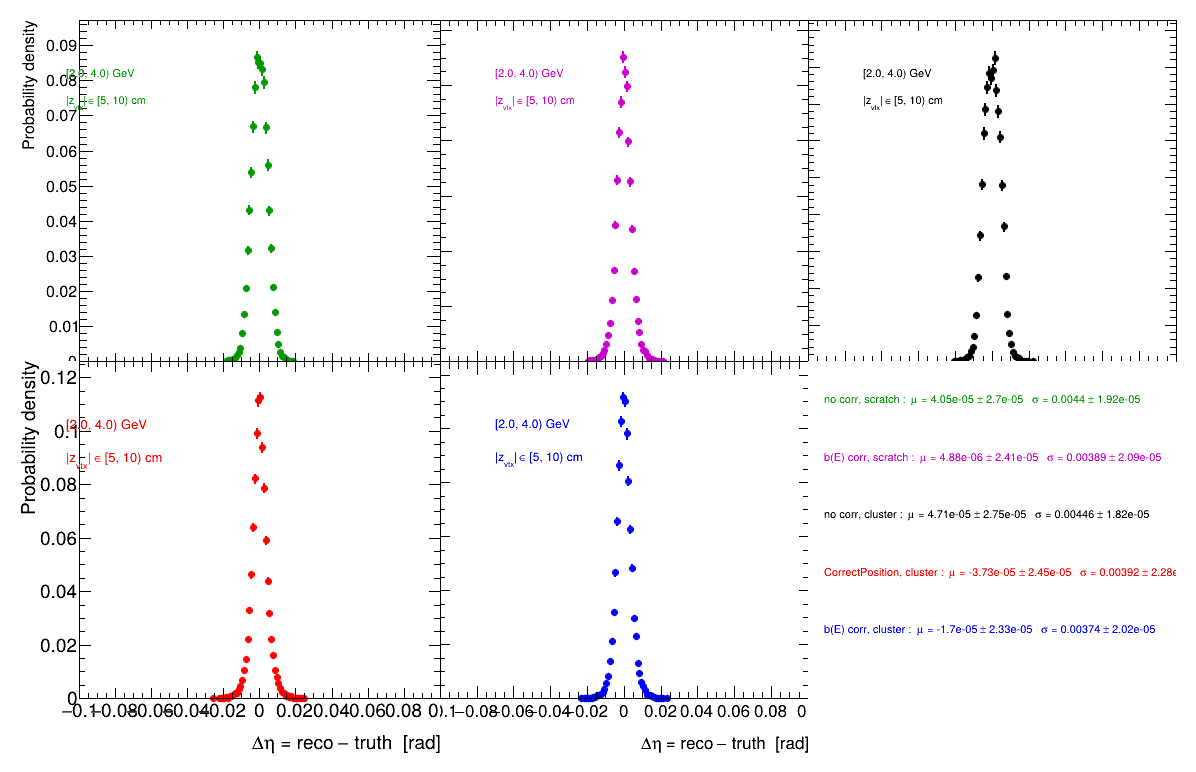 Probability density
0.09
0.08
0.07
0.06
0.05
0.04
0.03
0.02
0.01
0
[2.0, 4.0) GeV
|z_vtx| ∈ [5, 10) cm
[2.0, 4.0) GeV
|z_vtx| ∈ [5, 10) cm
[2.0, 4.0) GeV
|z_vtx| ∈ [5, 10) cm
Probability density
0.12
0.1
0.08
0.06
0.04
0.02
0
[2.0, 4.0) GeV
|z_vtx| ∈ [5, 10) cm
[2.0, 4.0) GeV
|z_vtx| ∈ [5, 10) cm
no corr, scratch : μ = 4.05e-05 ± 2.7e-05 σ = 0.0044 ± 1.92e-05
b(E) corr, scratch : μ = 4.88e-06 ± 2.41e-05 σ = 0.00389 ± 2.09e-05
no corr, cluster : μ = 4.71e-05 ± 2.75e-05 σ = 0.00446 ± 1.82e-05
CorrectPosition, cluster : μ = -3.73e-05 ± 2.45e-05 σ = 0.00392 ± 2.28e
b(E) corr, cluster : μ = -1.7e-05 ± 2.33e-05 σ = 0.00374 ± 2.02e-05
−0.1 −0.08 −0.06 −0.04 −0.02 0 0.02 0.04 0.06 0.08 0.1 −0.08 −0.06 −0.04 −0.02 0 0.02 0.04 0.06 0.08 0
Δη = reco − truth [rad]
Δη = reco − truth [rad]